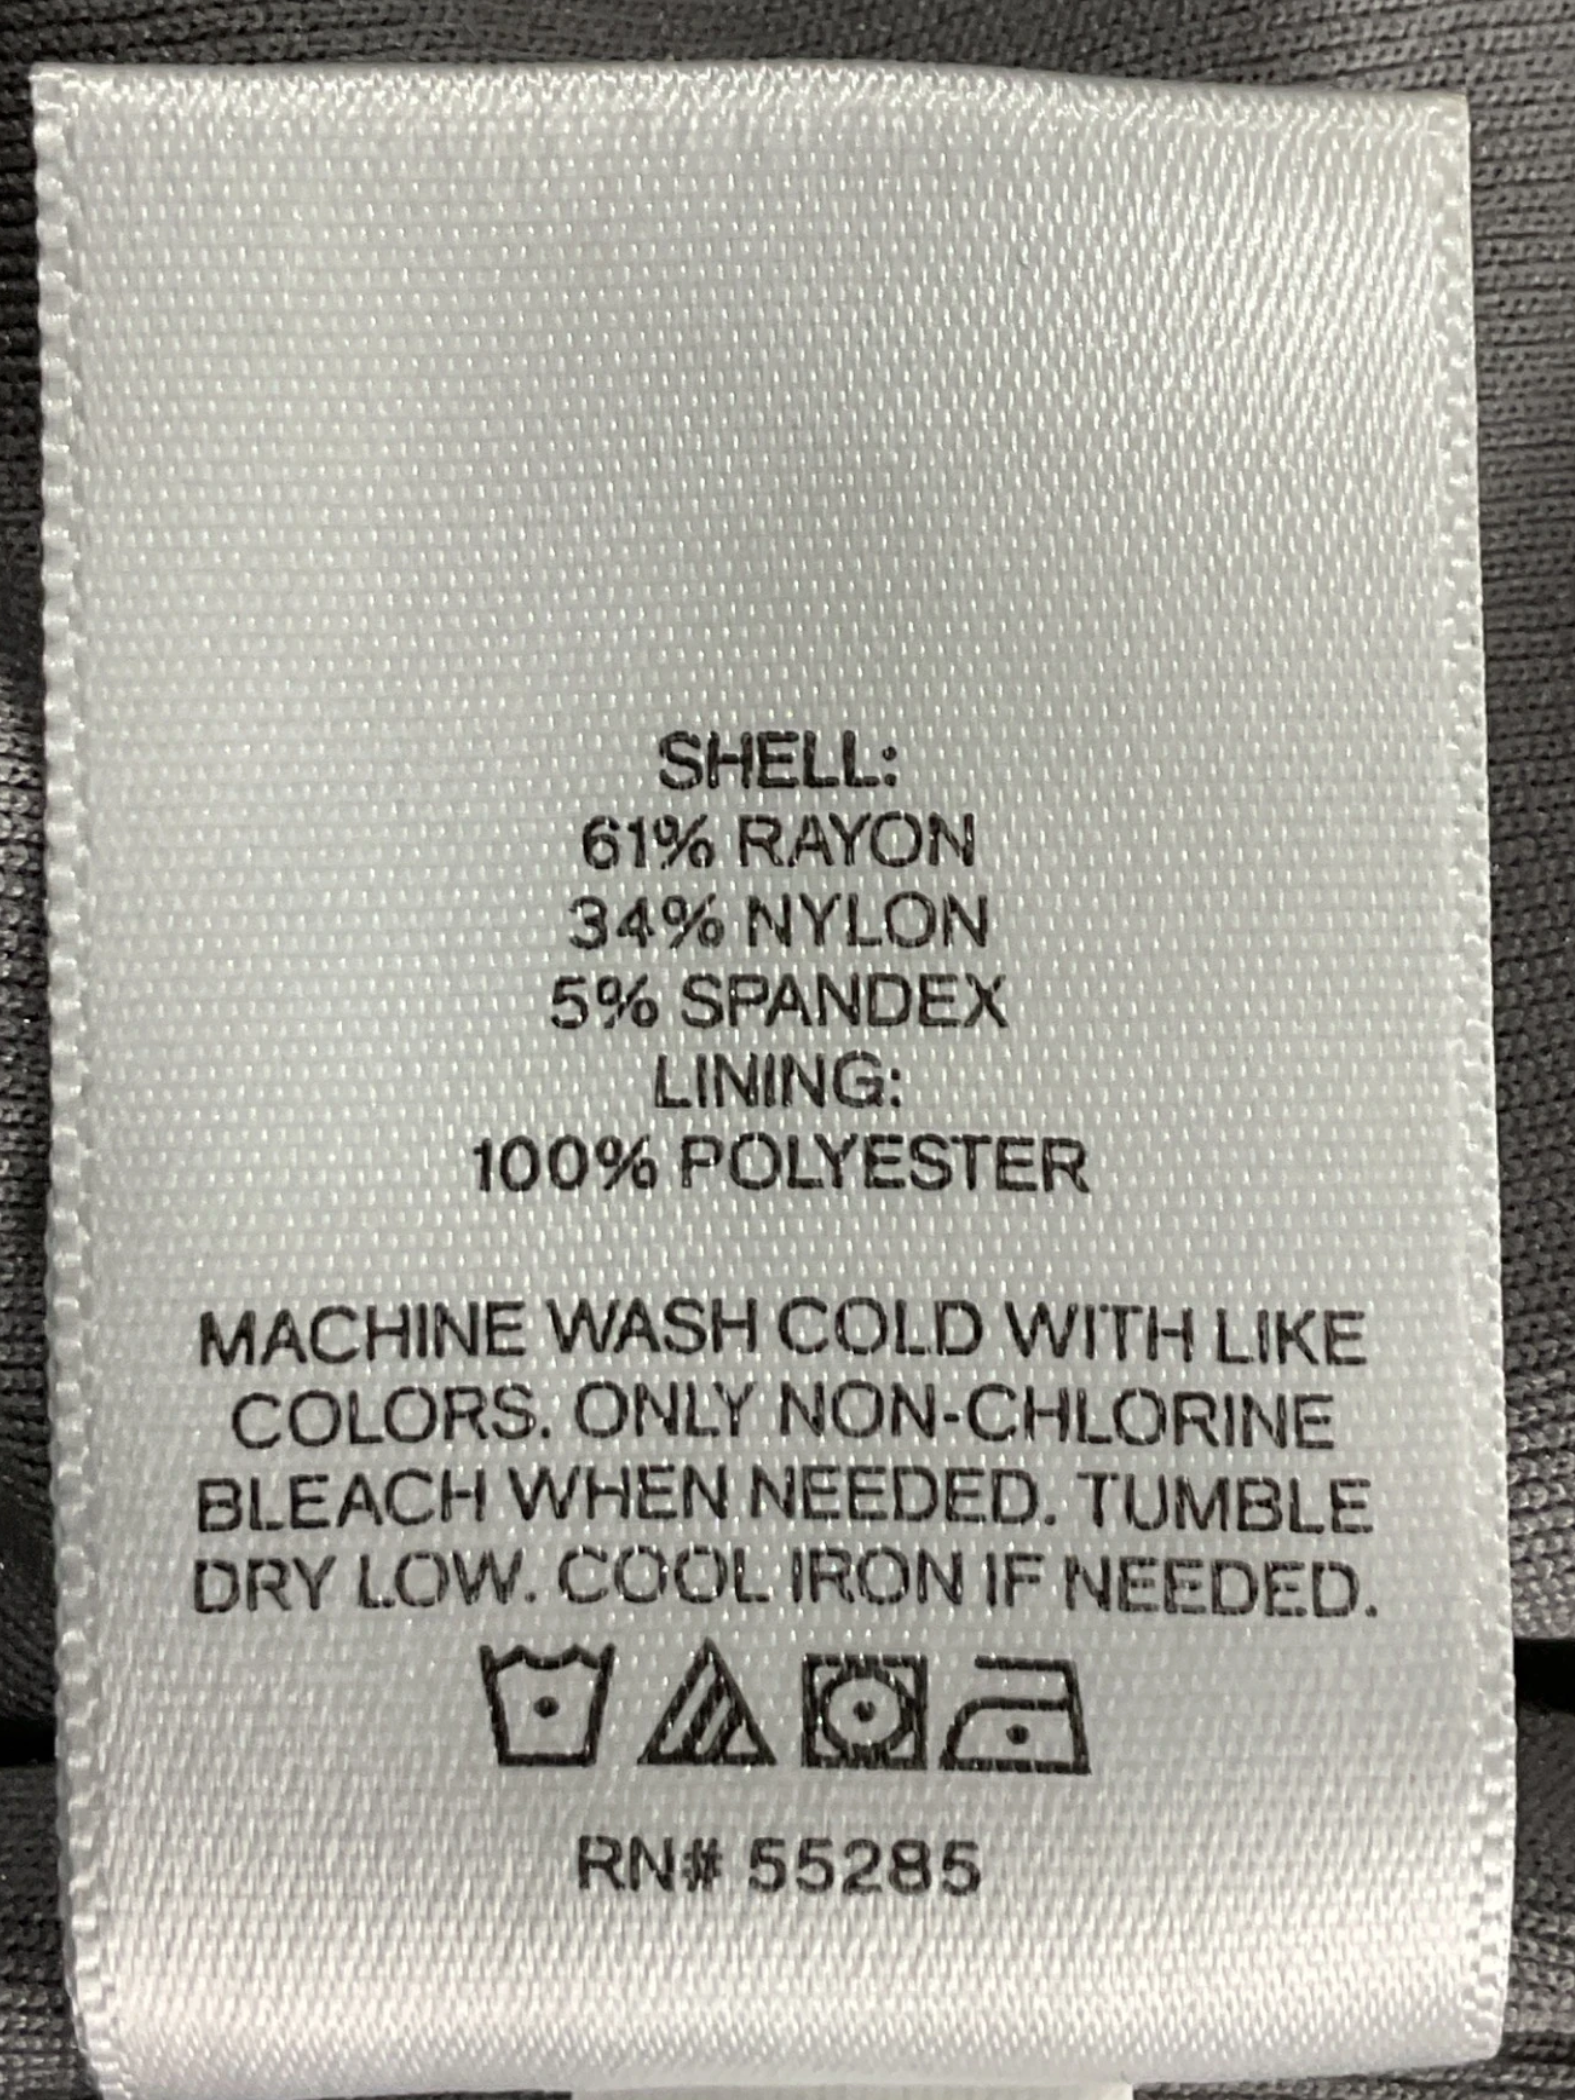 SHELL:
61% RAYON
34% NYLON
5% SPANDEX
LINING:
100% POLYESTER
MACHINE WASH COLD WITH LIKE
COLORS. ONLY NON-CHLORINE
BLEACH WHEN NEEDED. TUMBLE
DRY LOW. COOL IRON IF NEEDED.
RN# 55285